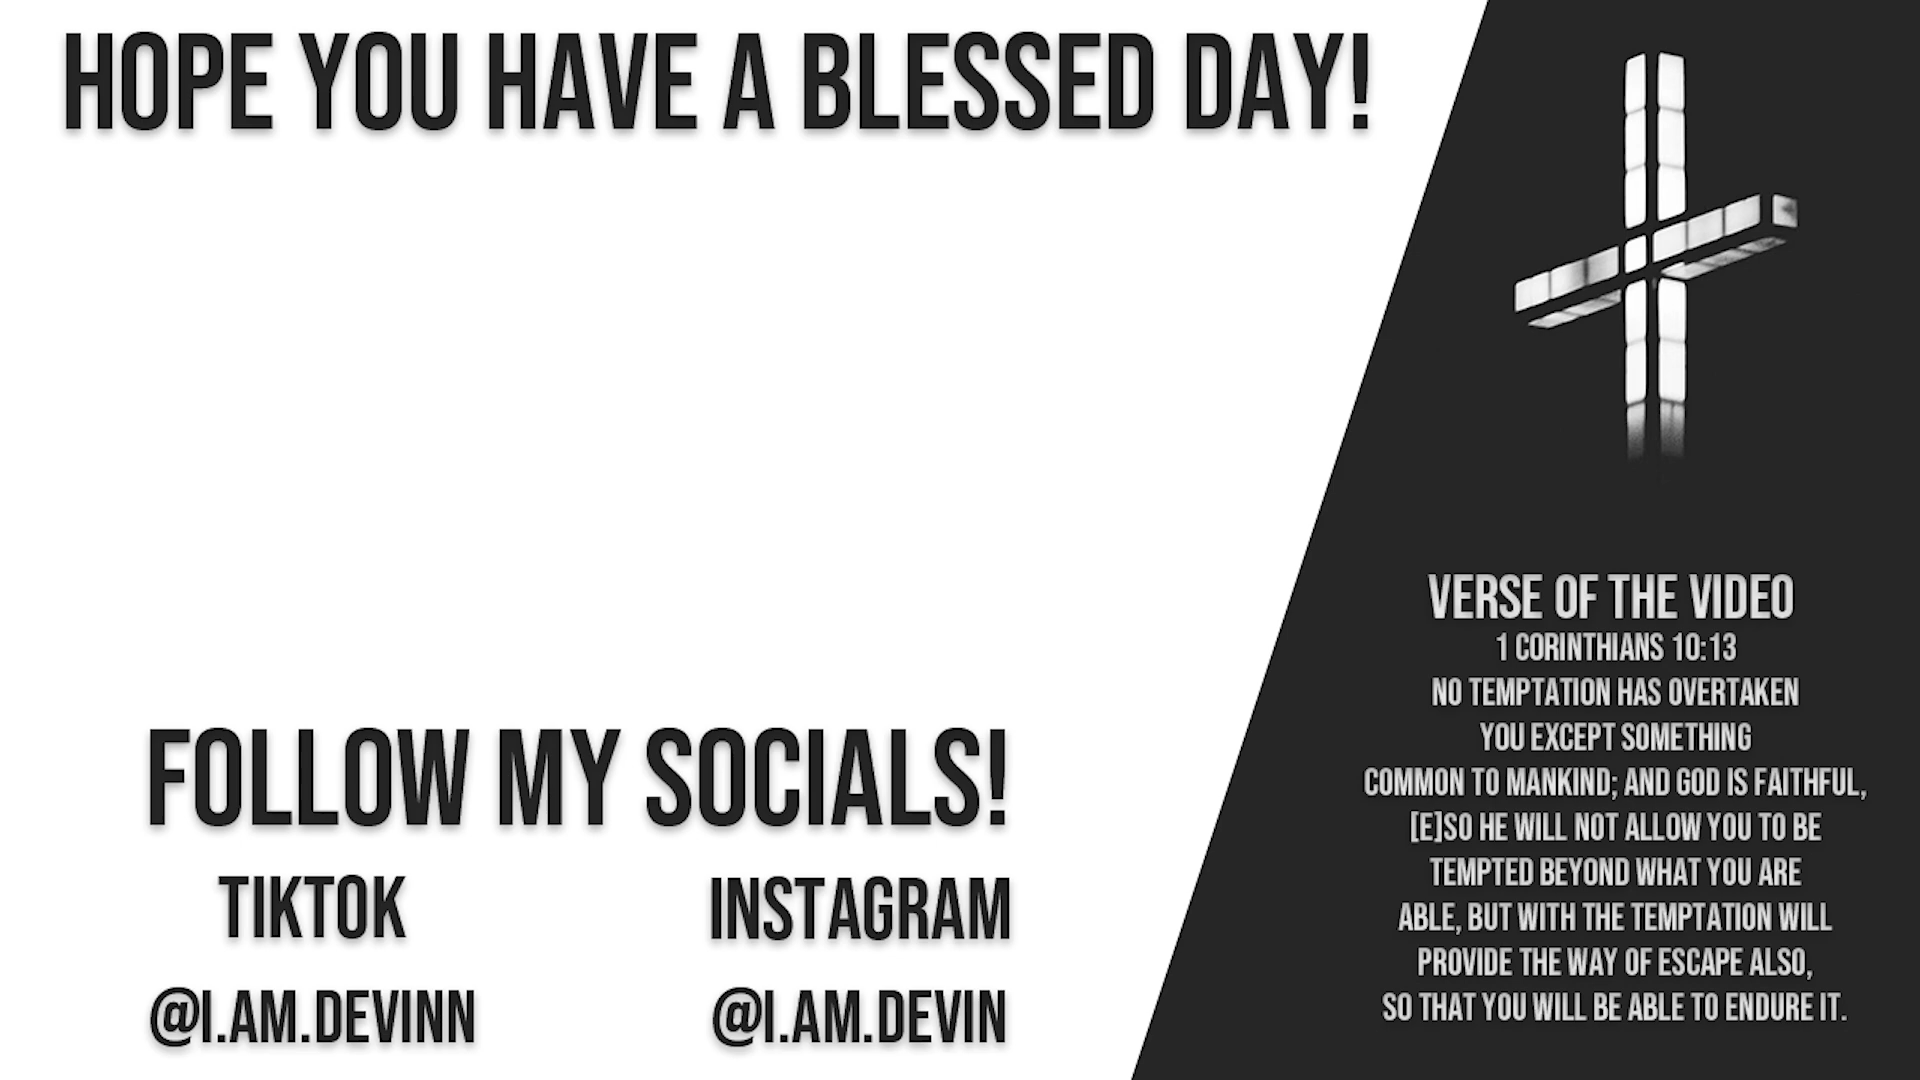 HOPE YOU HAVE A BLESSED DAY!
FOLLOW MY SOCIALS!
TIKTOK
@I.AM.DEVINN
INSTAGRAM
@I.AM.DEVIN
VERSE OF THE VIDEO
1 CORINTHIANS 10:13
NO TEMPTATION HAS OVERTAKEN
YOU EXCEPT SOMETHING
COMMON TO MANKIND; AND GOD IS FAITHFUL,
[E]SO HE WILL NOT ALLOW YOU TO BE
TEMPTED BEYOND WHAT YOU ARE
ABLE, BUT WITH THE TEMPTATION WILL
PROVIDE THE WAY OF ESCAPE ALSO,
SO THAT YOU WILL BE ABLE TO ENDURE IT.